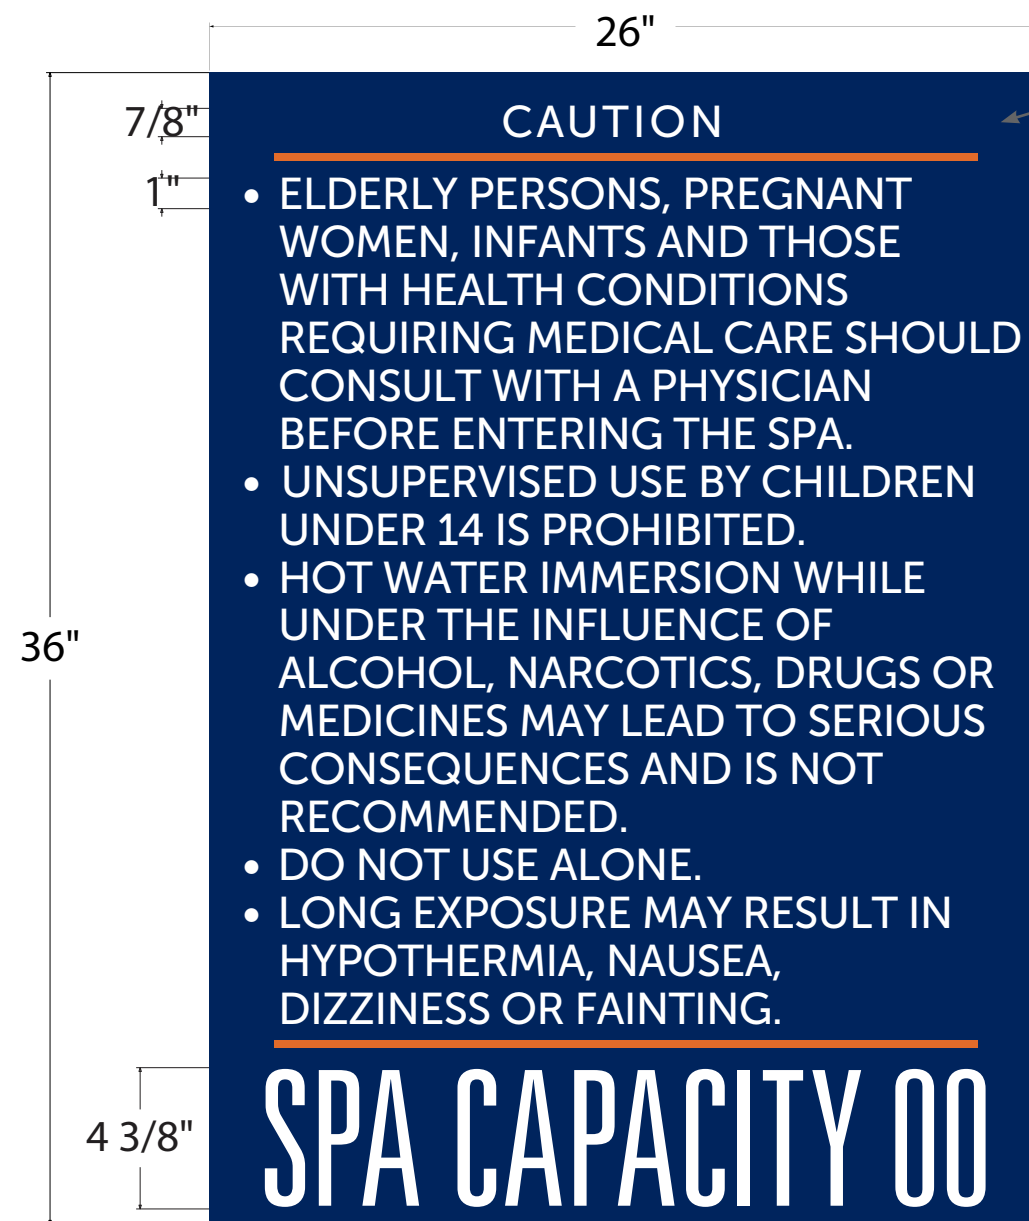 26"
7/8"
CAUTION
1"
• ELDERLY PERSONS, PREGNANT
WOMEN, INFANTS AND THOSE
WITH HEALTH CONDITIONS
REQUIRING MEDICAL CARE SHOULD
CONSULT WITH A PHYSICIAN
BEFORE ENTERING THE SPA.
• UNSUPERVISED USE BY CHILDREN
UNDER 14 IS PROHIBITED.
• HOT WATER IMMERSION WHILE
UNDER THE INFLUENCE OF
ALCOHOL, NARCOTICS, DRUGS OR
MEDICINES MAY LEAD TO SERIOUS
CONSEQUENCES AND IS NOT
RECOMMENDED.
• DO NOT USE ALONE.
• LONG EXPOSURE MAY RESULT IN
HYPOTHERMIA, NAUSEA,
DIZZINESS OR FAINTING.
36"
4 3/8"
SPA CAPACITY 00